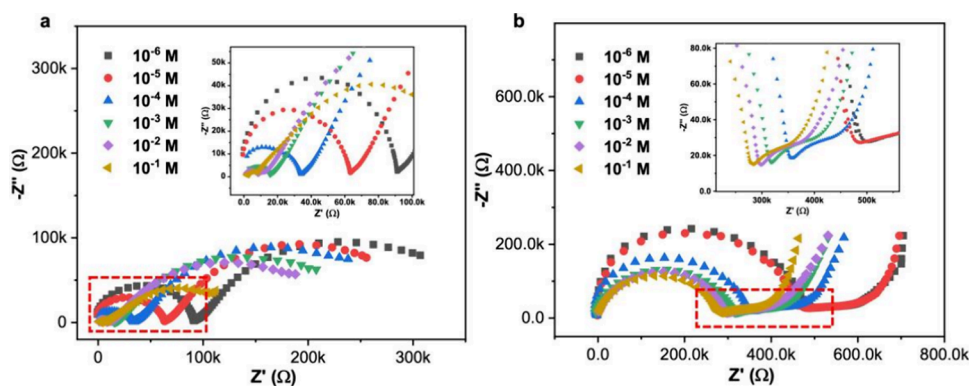 a
10⁻⁶ M
10⁻⁵ M
10⁻⁴ M
10⁻³ M
10⁻² M
10⁻¹ M
-Z'' (Ω)
300k
200k
100k
0
0
100k
200k
300k
Z' (Ω)
-Z'' (Ω)
50k
40k
30k
20k
10k
0
0
20.0k
40.0k
60.0k
80.0k
100.0k
Z' (Ω)
b
10⁻⁶ M
10⁻⁵ M
10⁻⁴ M
10⁻³ M
10⁻² M
10⁻¹ M
-Z'' (Ω)
600.0k
400.0k
200.0k
0.0
0.0
200.0k
400.0k
600.0k
800.0k
Z' (Ω)
-Z'' (Ω)
80.0k
60.0k
40.0k
20.0k
0.0
300k
400k
500k
Z' (Ω)